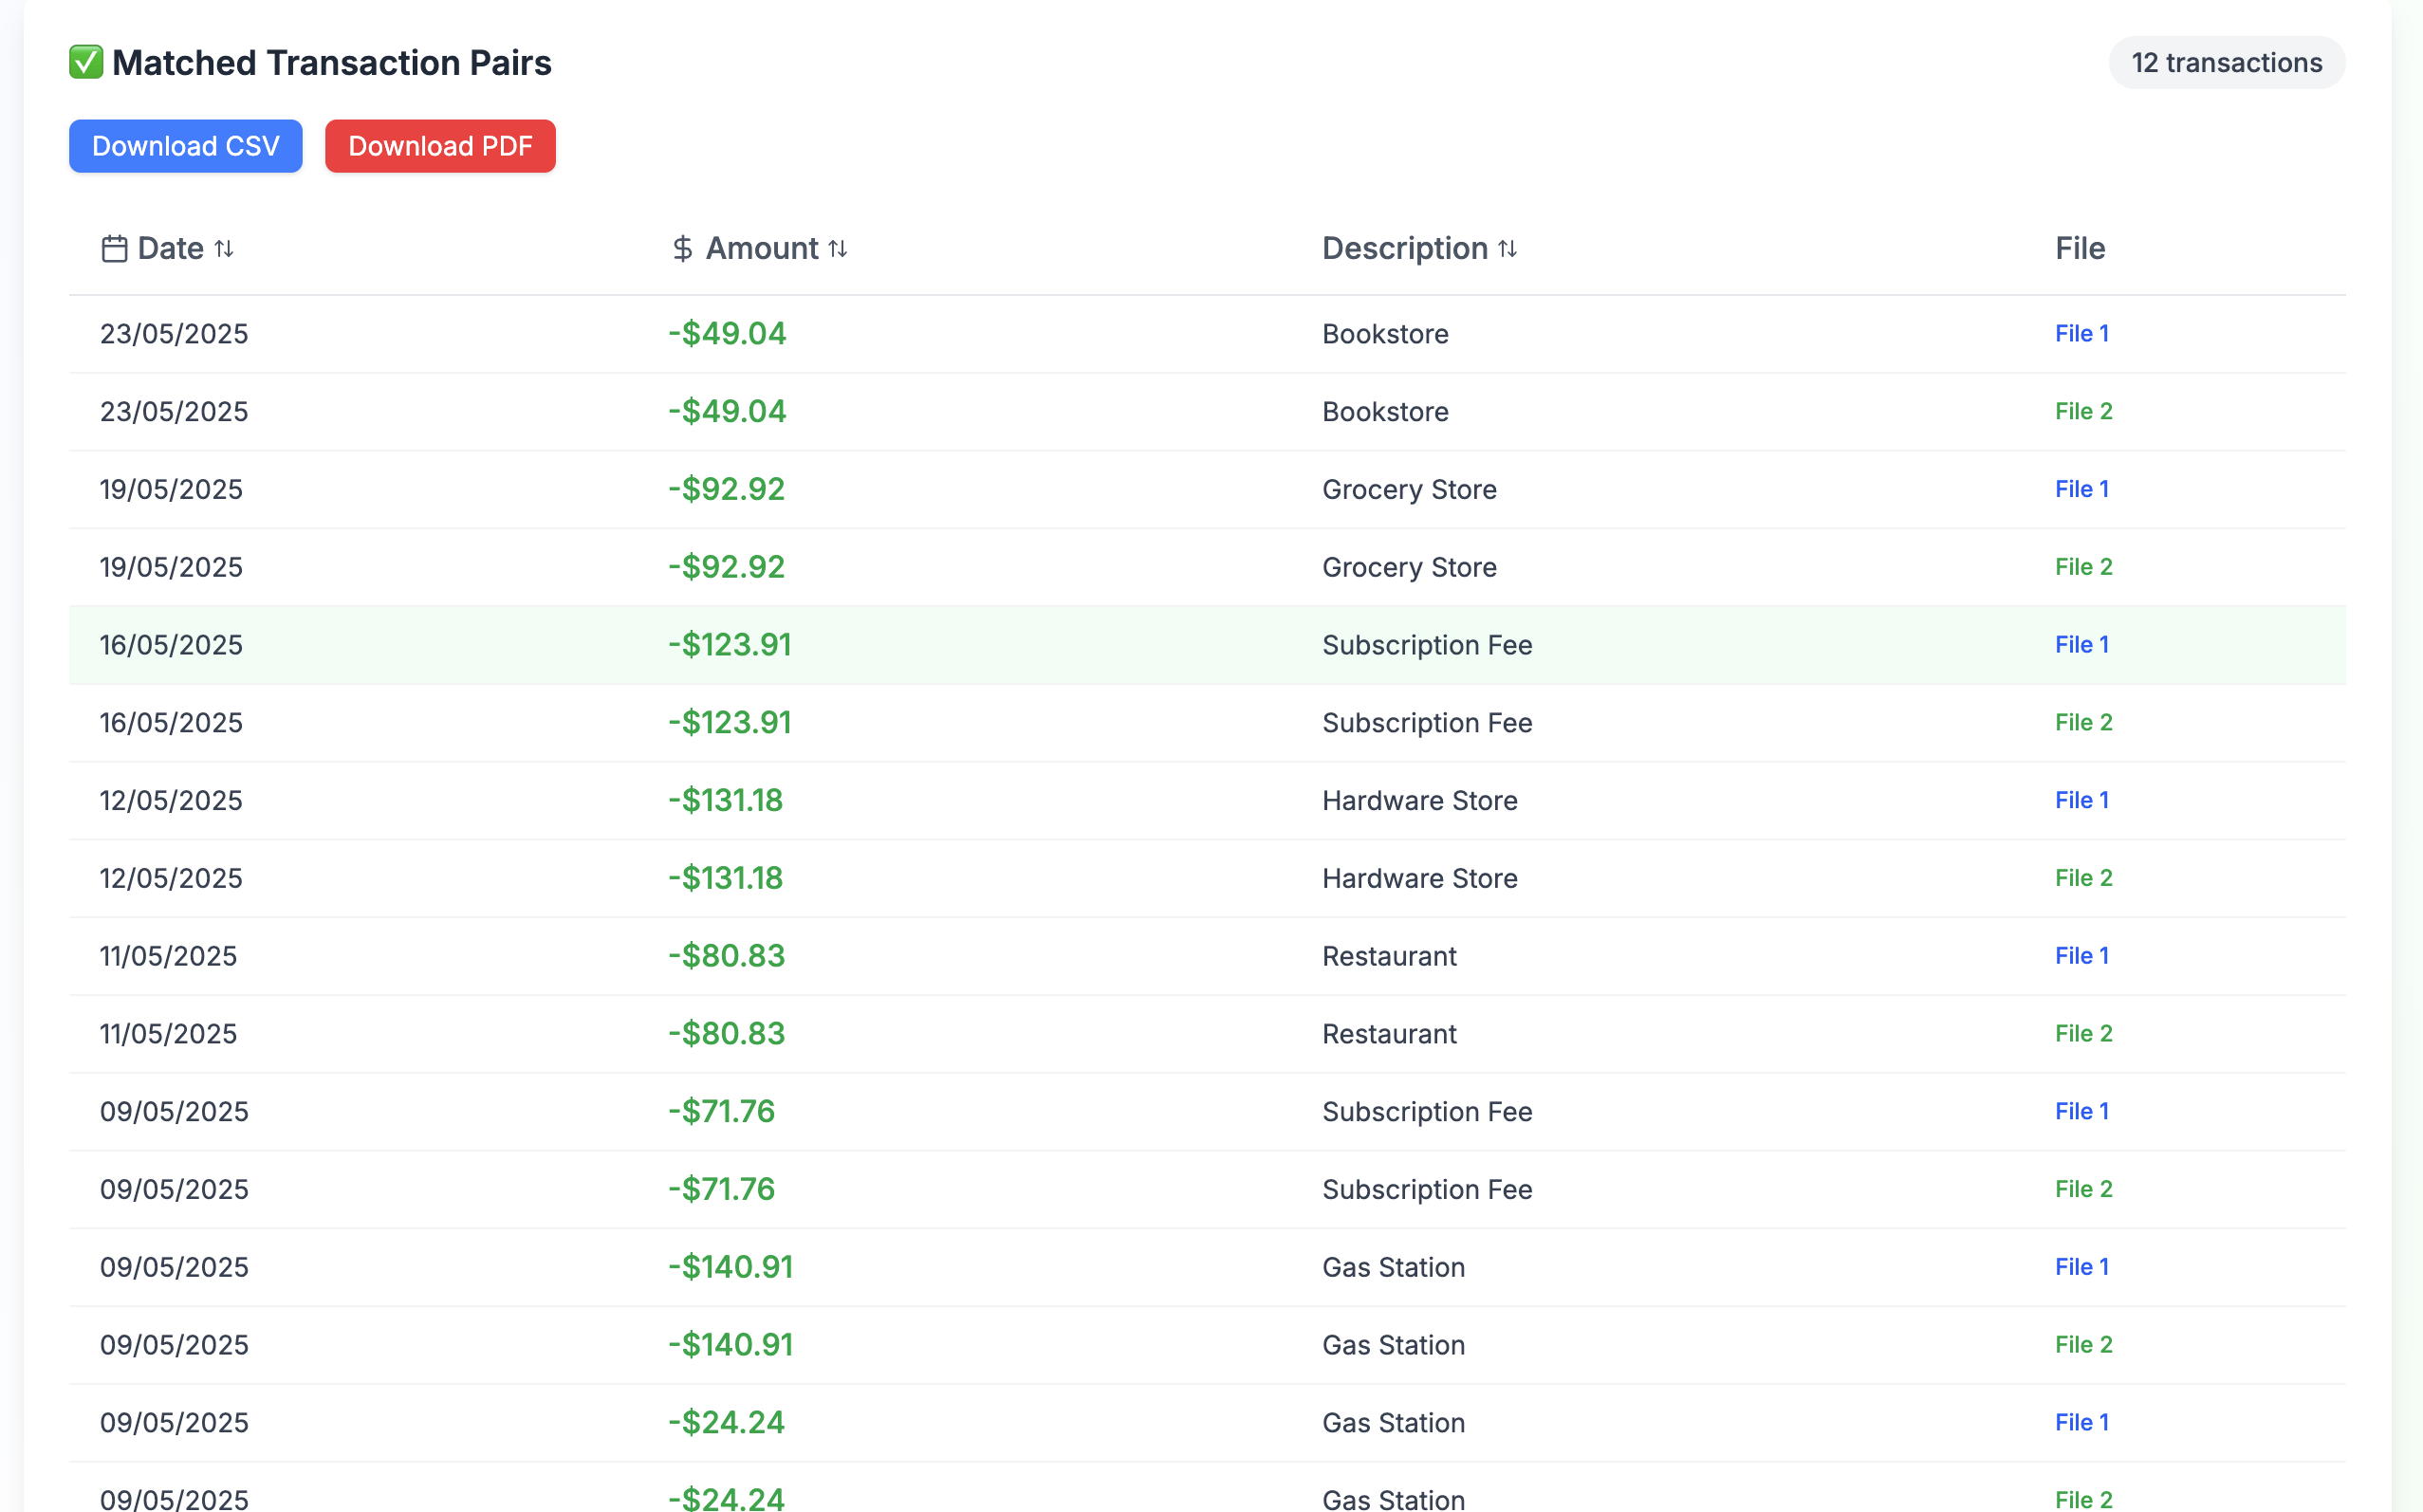 ✅ Matched Transaction Pairs 12 transactions
Download CSV Download PDF
Date ↑↓ $ Amount ↑↓ Description ↑↓ File
23/05/2025 -$49.04 Bookstore File 1
23/05/2025 -$49.04 Bookstore File 2
19/05/2025 -$92.92 Grocery Store File 1
19/05/2025 -$92.92 Grocery Store File 2
16/05/2025 -$123.91 Subscription Fee File 1
16/05/2025 -$123.91 Subscription Fee File 2
12/05/2025 -$131.18 Hardware Store File 1
12/05/2025 -$131.18 Hardware Store File 2
11/05/2025 -$80.83 Restaurant File 1
11/05/2025 -$80.83 Restaurant File 2
09/05/2025 -$71.76 Subscription Fee File 1
09/05/2025 -$71.76 Subscription Fee File 2
09/05/2025 -$140.91 Gas Station File 1
09/05/2025 -$140.91 Gas Station File 2
09/05/2025 -$24.24 Gas Station File 1
09/05/2025 -$24.24 Gas Station File 2